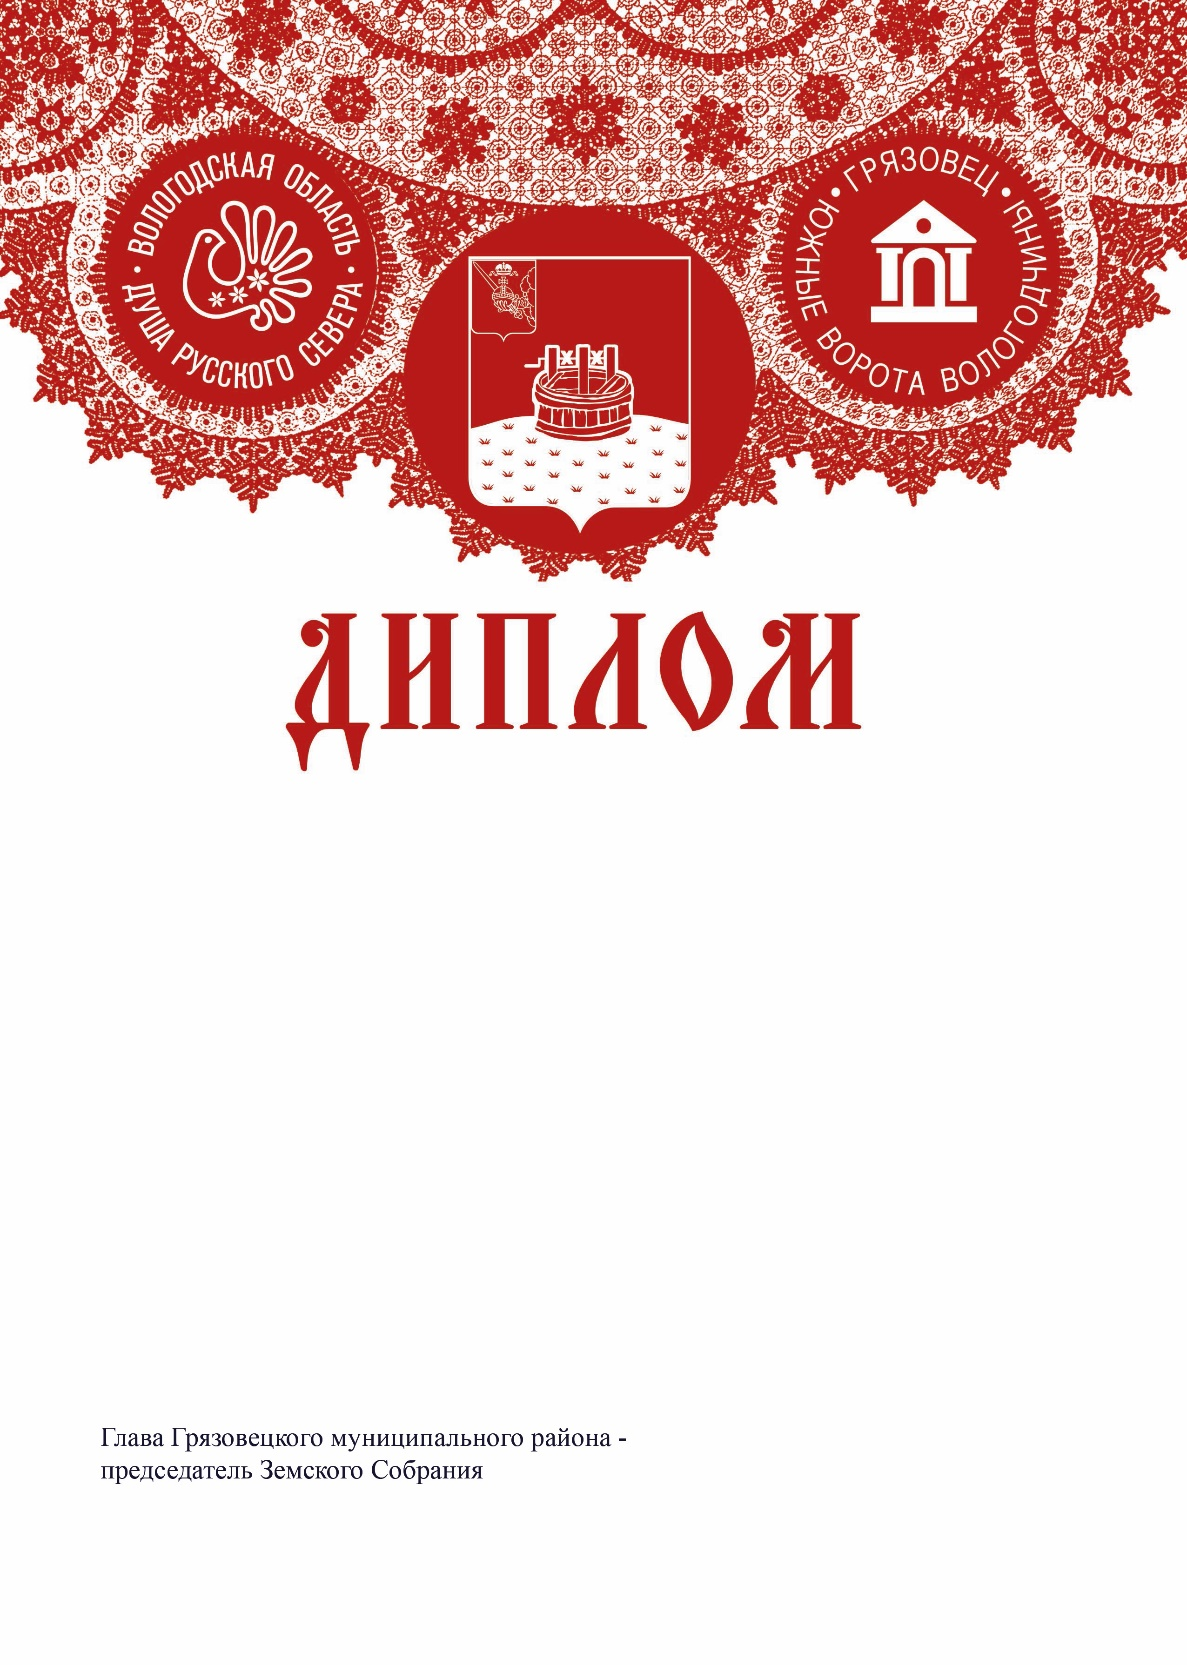 ВОЛОГОДСКАЯ ОБЛАСТЬ
ДУША РУССКОГО СЕВЕРА
ГРЯЗОВЕЦ
ЮЖНЫЕ ВОРОТА ВОЛОГОДЧИНЫ
ДИПЛОМ
Глава Грязовецкого муниципального района -
председатель Земского Собрания